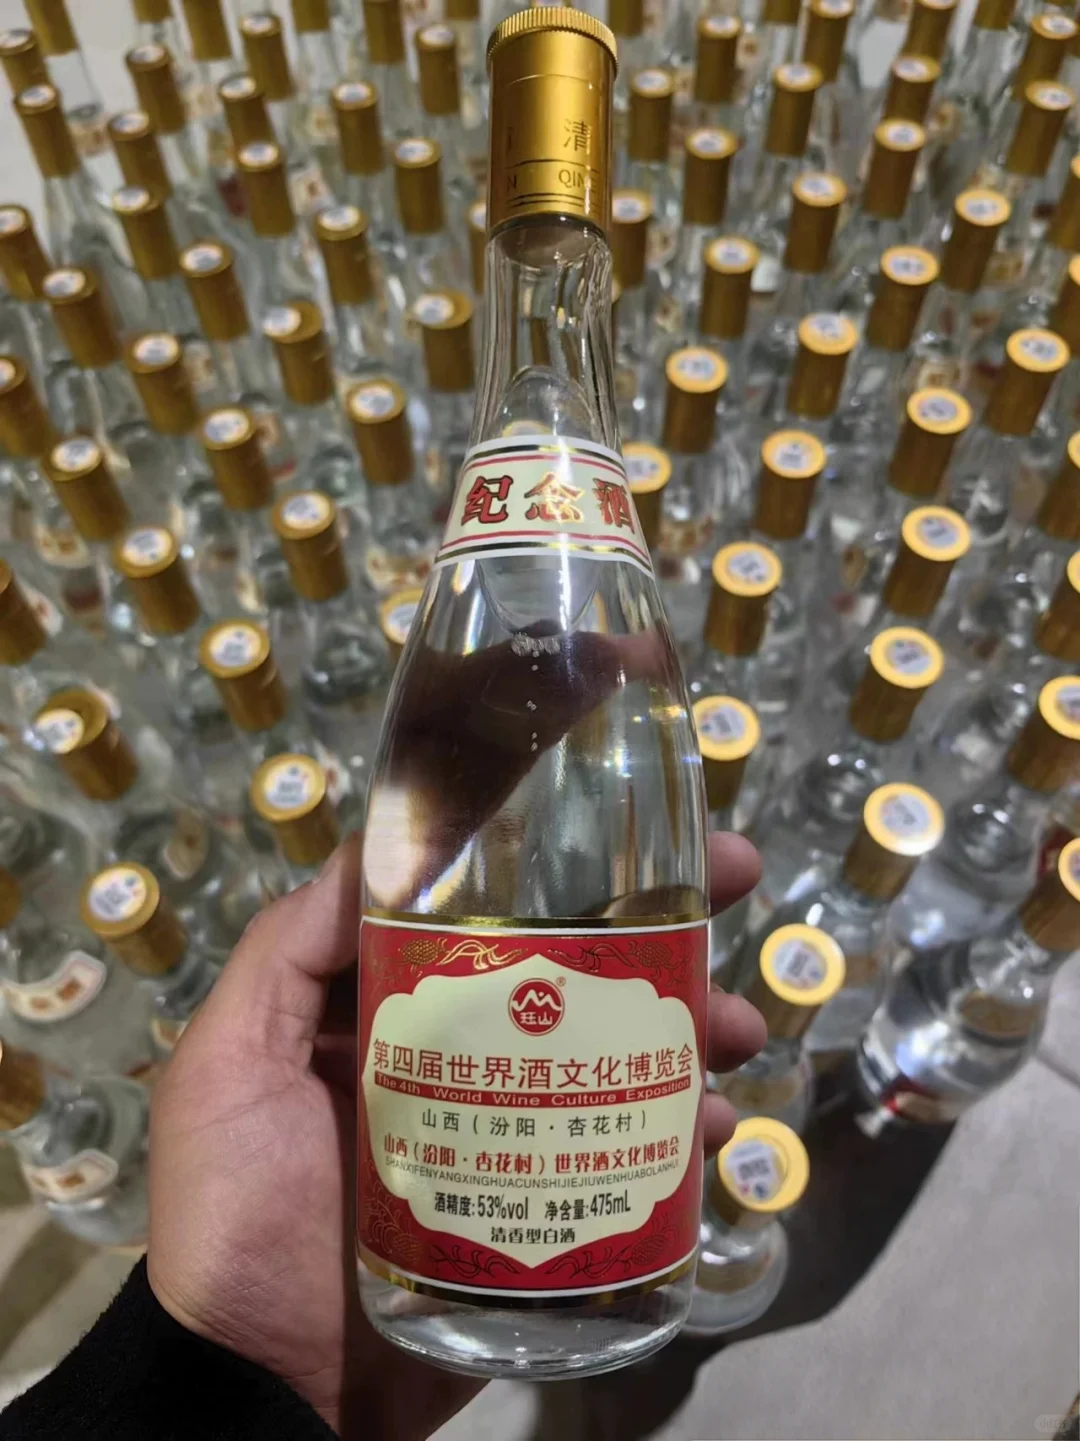 清
QIN
纪念酒
珏山
®
第四届世界酒文化博览会
The 4th World Wine Culture Exposition
山西(汾阳·杏花村)
山西(汾阳·杏花村)世界酒文化博览会
SHANXIFENYANGXINGHUACUNSHIJIEJIUWENHUABOLANHUI
酒精度:53%vol 净含量:475mL
清香型白酒